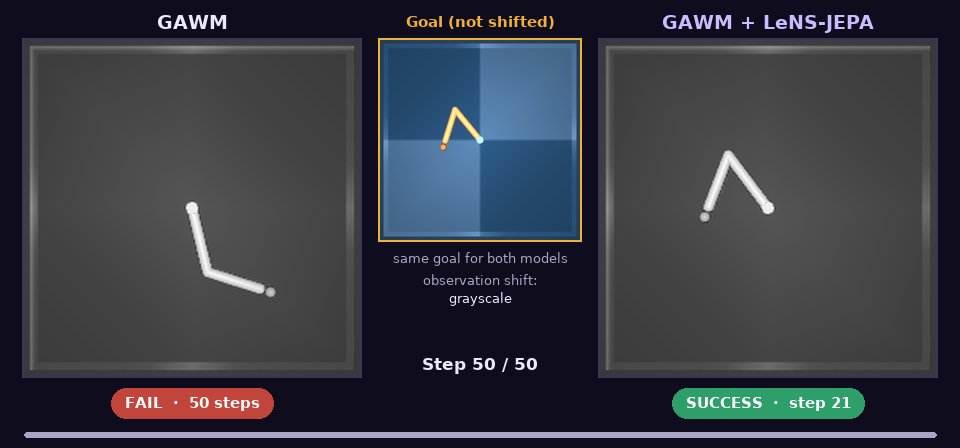 GAWM
Goal (not shifted)
GAWM + LeNS-JEPA
same goal for both models
observation shift:
grayscale
Step 50 / 50
FAIL · 50 steps
SUCCESS · step 21